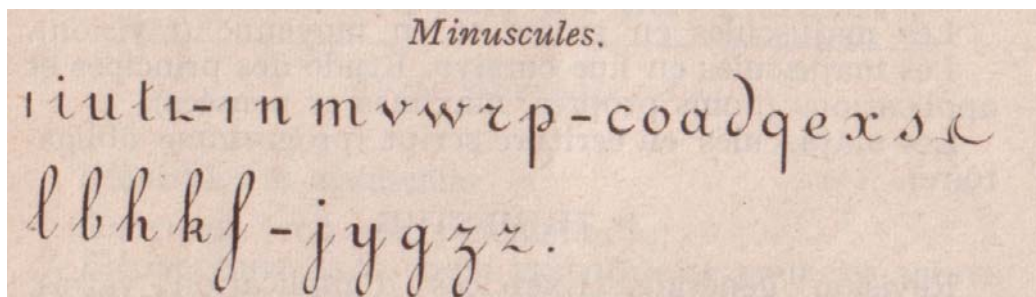 Minuscules.
ı i u t ı - ı n m v w r p - c o a d q e x s c
l b h k f - j y g z z .